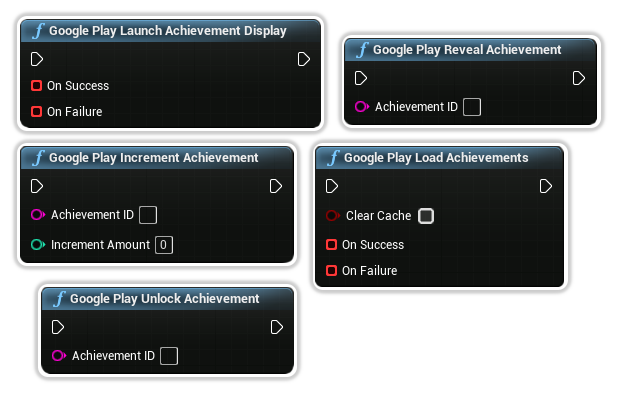 Google Play Launch Achievement Display
On Success
On Failure
Google Play Reveal Achievement
Achievement ID
Google Play Increment Achievement
Achievement ID
Increment Amount 0
Google Play Load Achievements
Clear Cache
On Success
On Failure
Google Play Unlock Achievement
Achievement ID